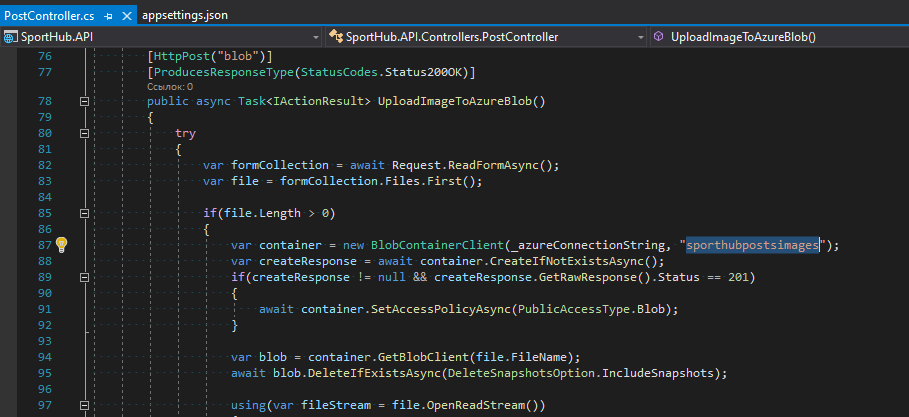 PostController.cs appsettings.json
SportHub.API SportHub.API.Controllers.PostController UploadImageToAzureBlob()
76 [HttpPost("blob")]
77 [ProducesResponseType(StatusCodes.Status200OK)]
Ссылок: 0
78 public async Task<IActionResult> UploadImageToAzureBlob()
79 {
80 try
81 {
82 var formCollection = await Request.ReadFormAsync();
83 var file = formCollection.Files.First();
84
85 if(file.Length > 0)
86 {
87 var container = new BlobContainerClient(_azureConnectionString, "sporthubpostsimages");
88 var createResponse = await container.CreateIfNotExistsAsync();
89 if(createResponse != null && createResponse.GetRawResponse().Status == 201)
90 {
91 await container.SetAccessPolicyAsync(PublicAccessType.Blob);
92 }
93
94 var blob = container.GetBlobClient(file.FileName);
95 await blob.DeleteIfExistsAsync(DeleteSnapshotsOption.IncludeSnapshots);
96
97 using(var fileStream = file.OpenReadStream())